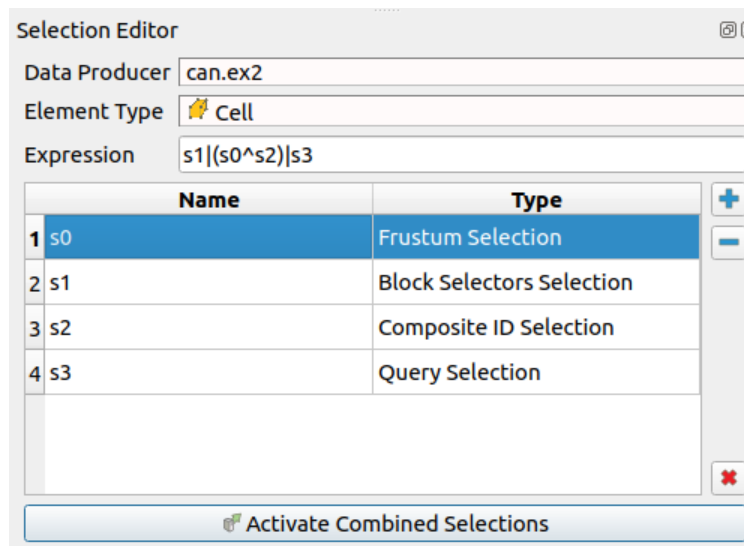 Selection Editor
Data Producer can.ex2
Element Type Cell
Expression s1|(s0^s2)|s3
Name Type
1 s0 Frustum Selection
2 s1 Block Selectors Selection
3 s2 Composite ID Selection
4 s3 Query Selection
Activate Combined Selections